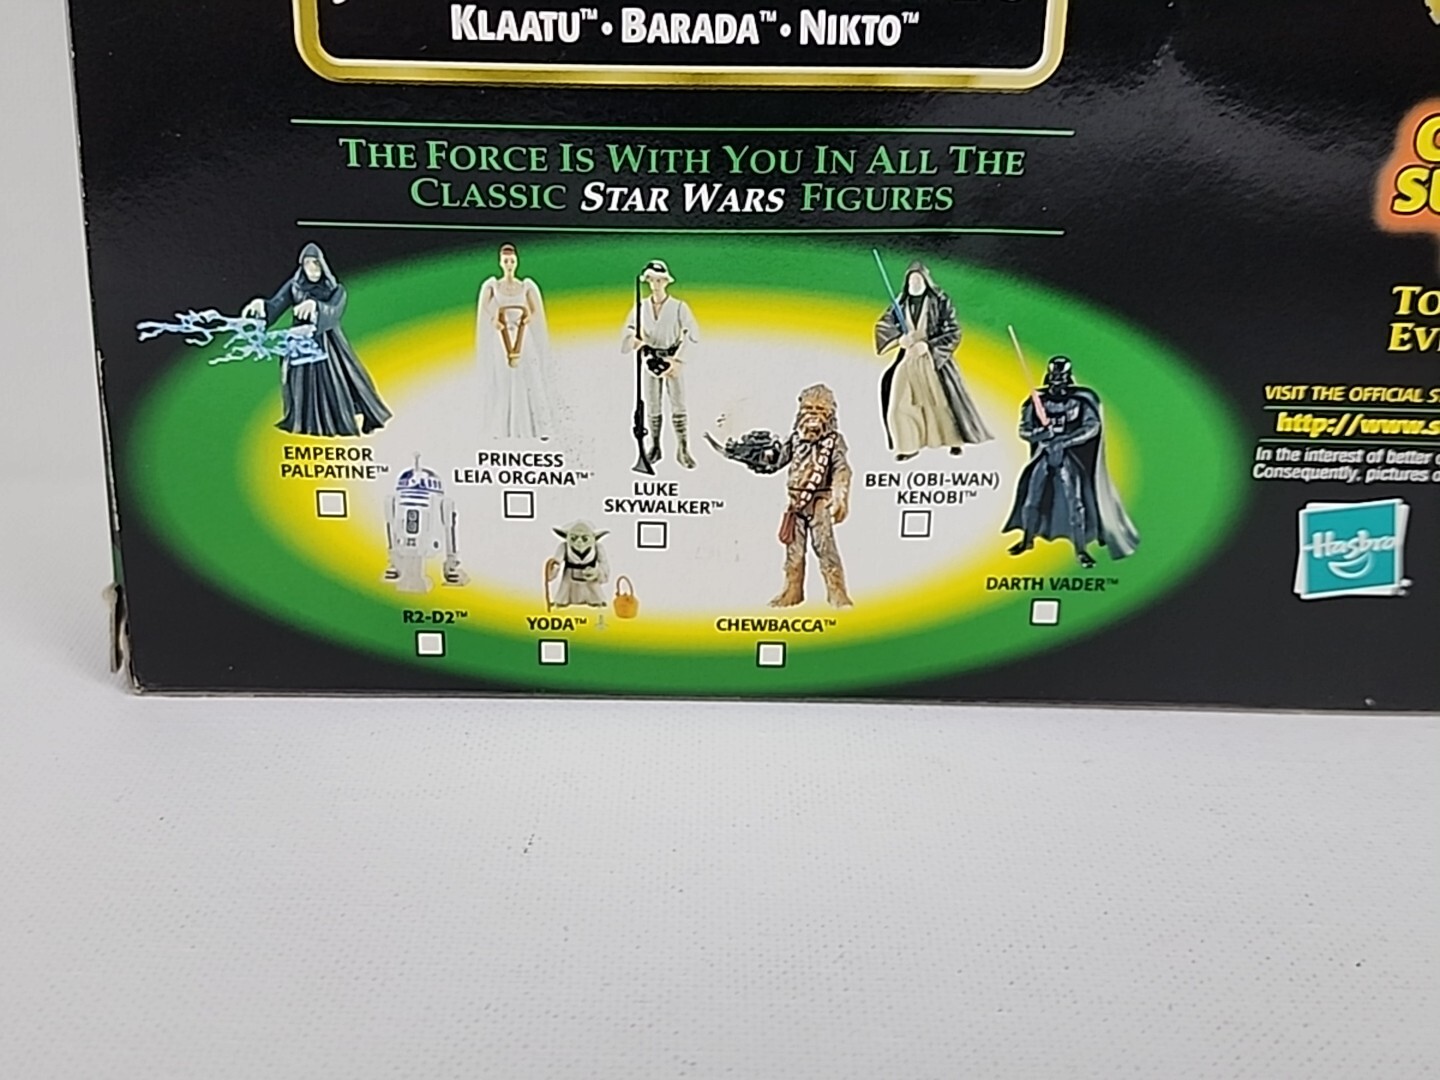 KLAATU™ • BARADA™ • NIKTO™
THE FORCE IS WITH YOU IN ALL THE
CLASSIC STAR WARS FIGURES
EMPEROR
PALPATINE™
PRINCESS
LEIA ORGANA™
LUKE
SKYWALKER™
BEN (OBI-WAN)
KENOBI™
DARTH VADER™
R2-D2™
YODA™
CHEWBACCA™
VISIT THE OFFICIAL
http://www.s
In the interest of better
Consequently, pictures
Hasbro